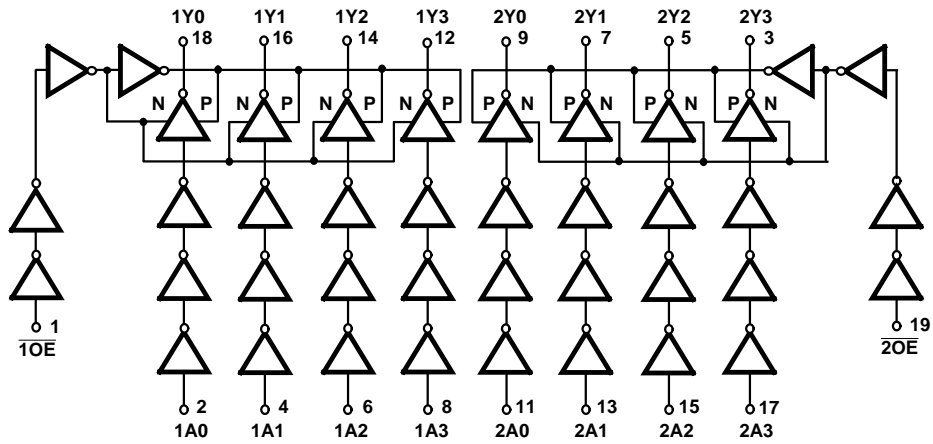 1Y0 1Y1 1Y2 1Y3 2Y0 2Y1 2Y2 2Y3
18 16 14 12 9 7 5 3
N P N P N P N P P N P N P N P N
1 19
1OE 2OE
2 4 6 8 11 13 15 17
1A0 1A1 1A2 1A3 2A0 2A1 2A2 2A3